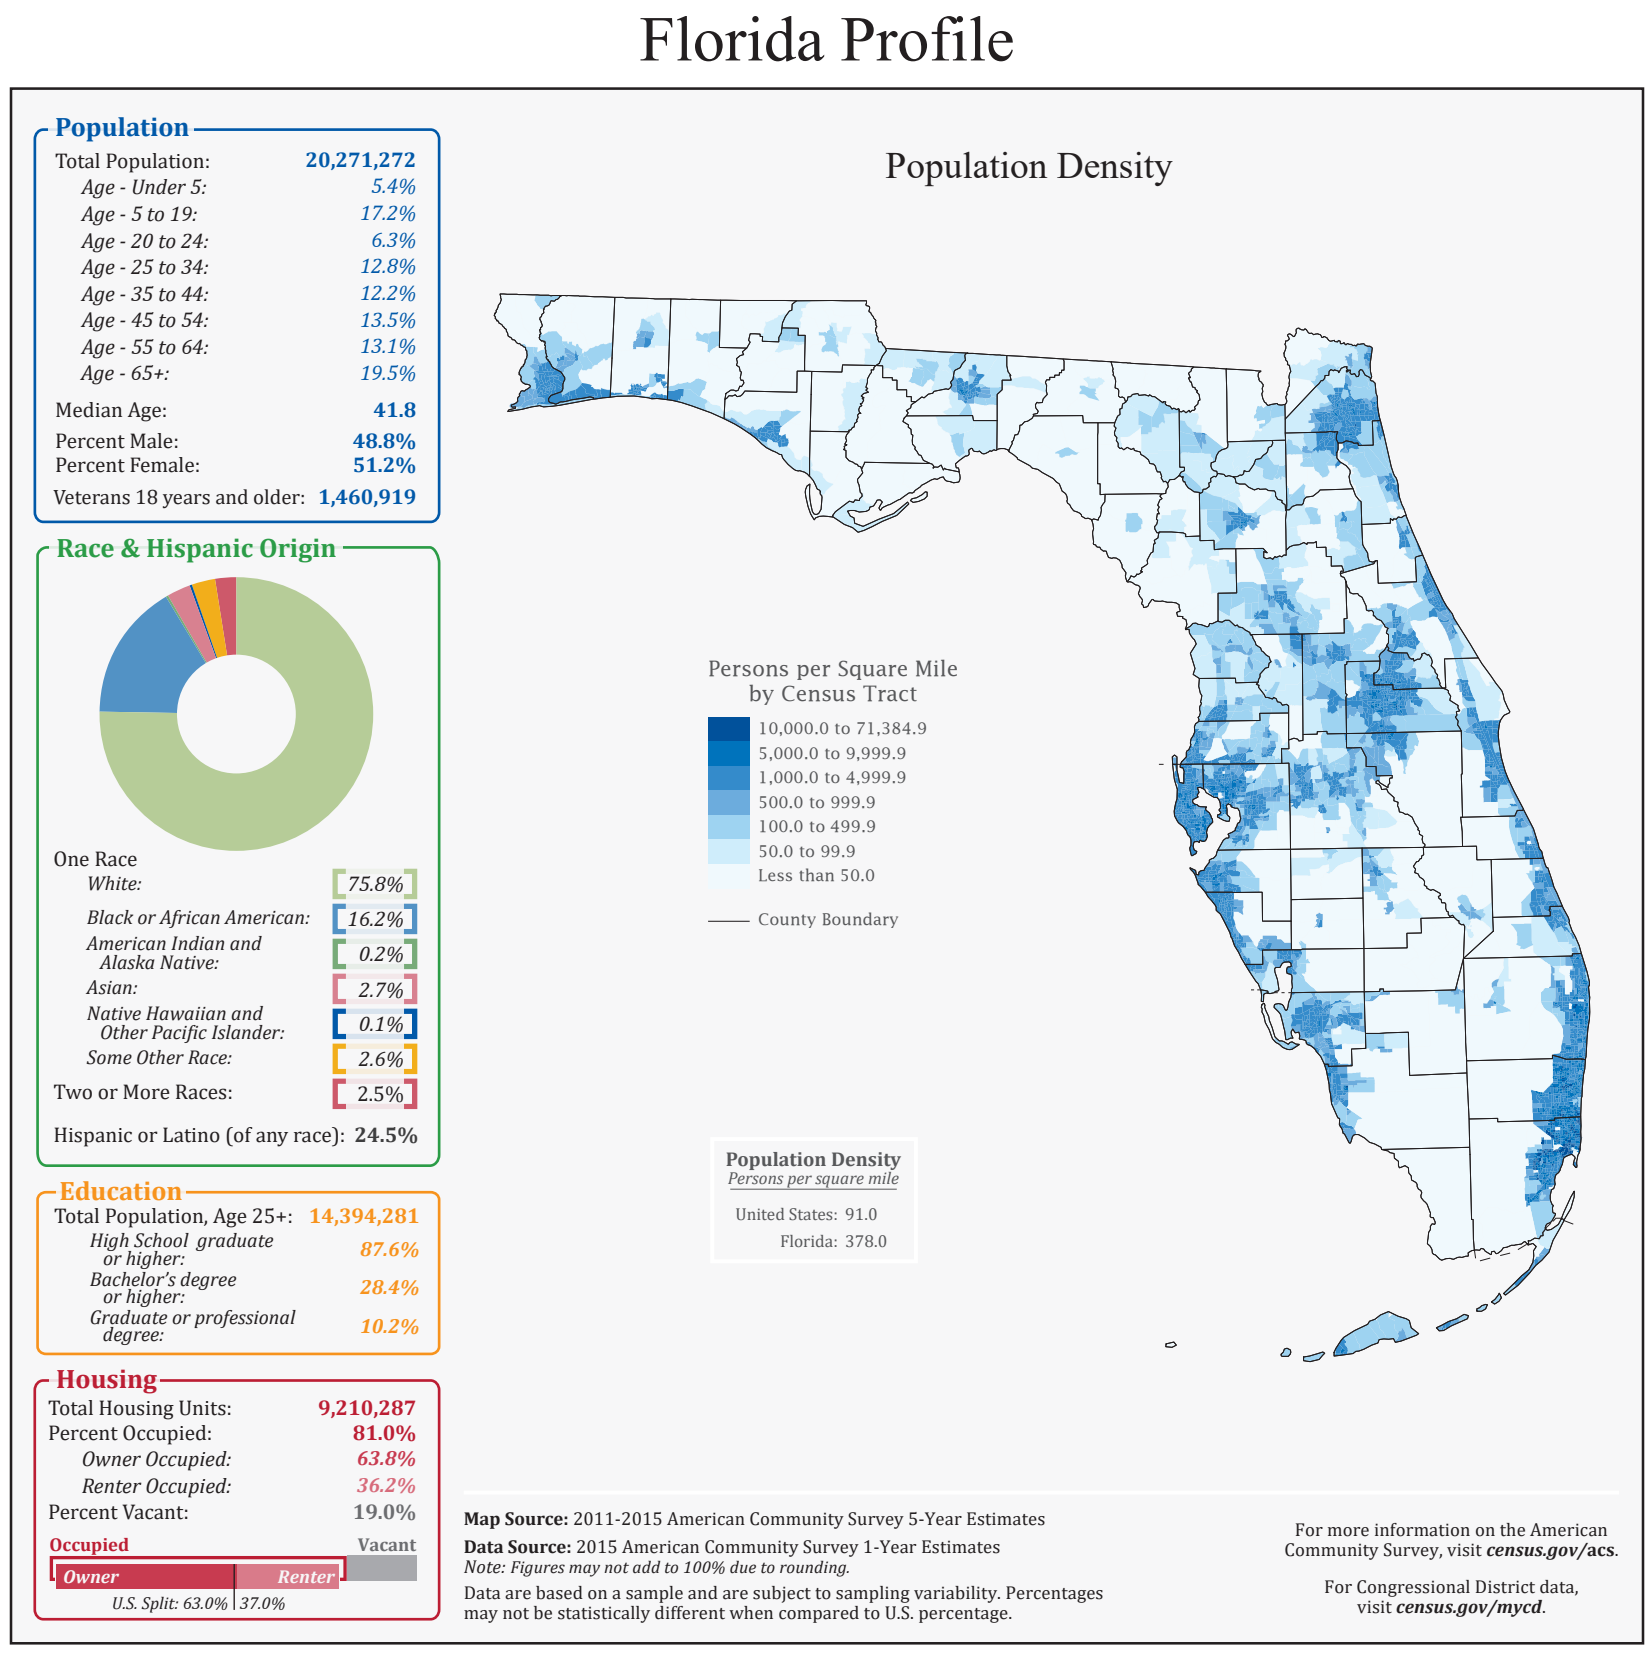 Florida Profile
Population
Total Population: 20,271,272
Age - Under 5: 5.4%
Age - 5 to 19: 17.2%
Age - 20 to 24: 6.3%
Age - 25 to 34: 12.8%
Age - 35 to 44: 12.2%
Age - 45 to 54: 13.5%
Age - 55 to 64: 13.1%
Age - 65+: 19.5%
Median Age: 41.8
Percent Male: 48.8%
Percent Female: 51.2%
Veterans 18 years and older: 1,460,919
Race & Hispanic Origin
One Race
White: 75.8%
Black or African American: 16.2%
American Indian and
Alaska Native: 0.2%
Asian: 2.7%
Native Hawaiian and
Other Pacific Islander: 0.1%
Some Other Race: 2.6%
Two or More Races: 2.5%
Hispanic or Latino (of any race): 24.5%
Education
Total Population, Age 25+: 14,394,281
High School graduate
or higher: 87.6%
Bachelor's degree
or higher: 28.4%
Graduate or professional
degree: 10.2%
Housing
Total Housing Units: 9,210,287
Percent Occupied: 81.0%
Owner Occupied: 63.8%
Renter Occupied: 36.2%
Percent Vacant: 19.0%
Occupied Vacant
Owner Renter
U.S. Split: 63.0% 37.0%
Population Density
Persons per Square Mile
by Census Tract
10,000.0 to 71,384.9
5,000.0 to 9,999.9
1,000.0 to 4,999.9
500.0 to 999.9
100.0 to 499.9
50.0 to 99.9
Less than 50.0
County Boundary
Population Density
Persons per square mile
United States: 91.0
Florida: 378.0
Map Source: 2011-2015 American Community Survey 5-Year Estimates
Data Source: 2015 American Community Survey 1-Year Estimates
Note: Figures may not add to 100% due to rounding.
Data are based on a sample and are subject to sampling variability. Percentages
may not be statistically different when compared to U.S. percentage.
For more information on the American
Community Survey, visit census.gov/acs.
For Congressional District data,
visit census.gov/mycd.